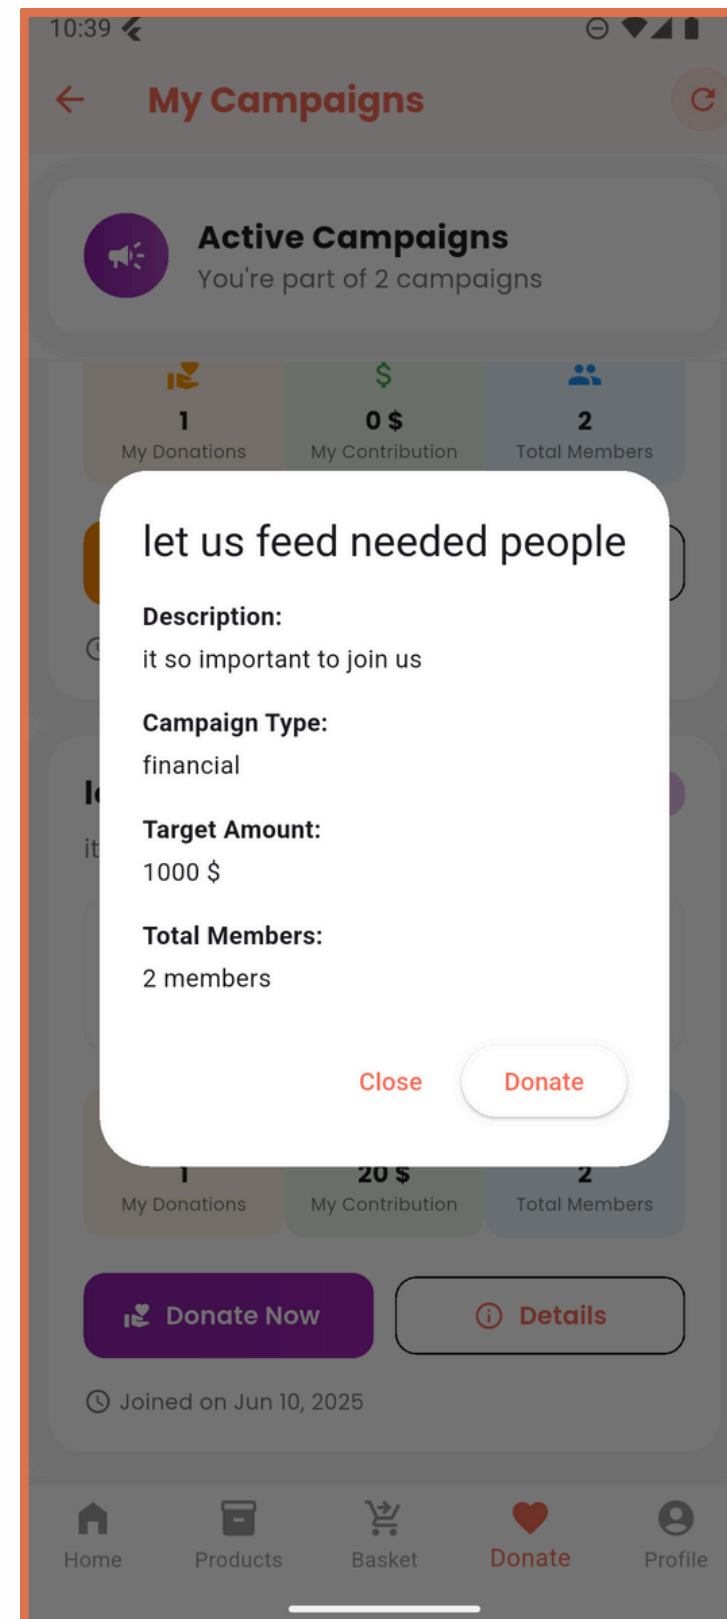 10:39
My Campaigns
Active Campaigns
You're part of 2 campaigns
1
0 $
2
My Donations
My Contribution
Total Members
let us feed needed people
Description:
it so important to join us
Campaign Type:
financial
Target Amount:
1000 $
Total Members:
2 members
Close
Donate
1
20 $
2
My Donations
My Contribution
Total Members
Donate Now
Details
Joined on Jun 10, 2025
Home
Products
Basket
Donate
Profile